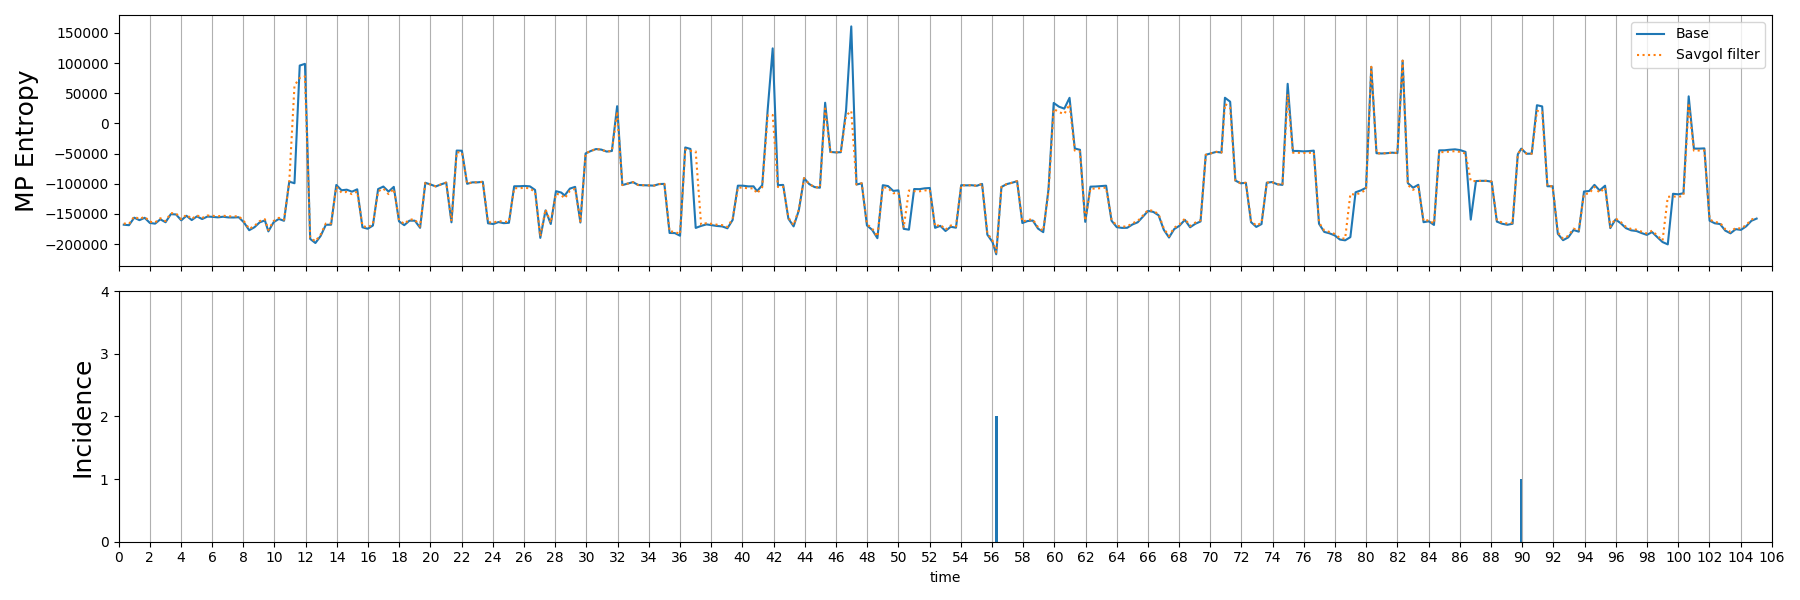 MP Entropy
150000
100000
50000
0
−50000
−100000
−150000
−200000
Base
Savgol filter
Incidence
4
3
2
1
0
0 2 4 6 8 10 12 14 16 18 20 22 24 26 28 30 32 34 36 38 40 42 44 46 48 50 52 54 56 58 60 62 64 66 68 70 72 74 76 78 80 82 84 86 88 90 92 94 96 98 100 102 104 106
time